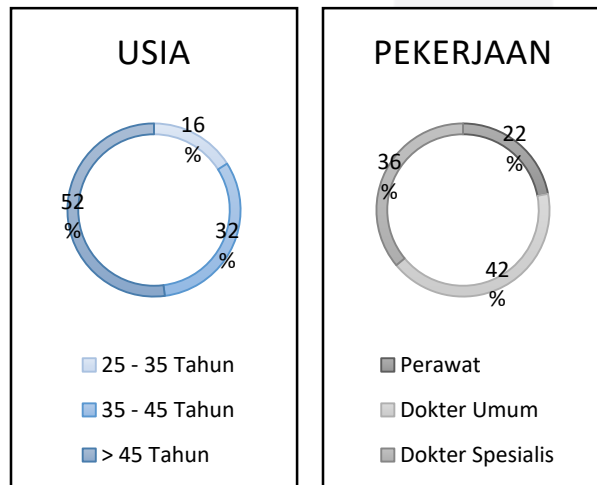 USIA
16
%
32
%
52
%
25 - 35 Tahun
35 - 45 Tahun
> 45 Tahun
PEKERJAAN
22
%
42
%
36
%
Perawat
Dokter Umum
Dokter Spesialis